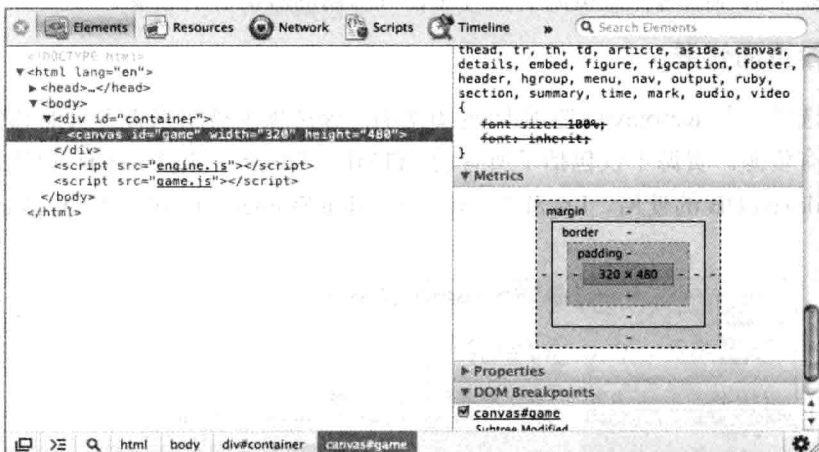 Elements Resources Network Scripts Timeline » Search Elements
<!DOCTYPE html>
▼<html lang="en">
▶<head>…</head>
▼<body>
▼<div id="container">
<canvas id="game" width="320" height="480">
</div>
<script src="engine.js"></script>
<script src="game.js"></script>
</body>
</html>
thead, tr, th, td, article, aside, canvas,
details, embed, figure, figcaption, footer,
header, hgroup, menu, nav, output, ruby,
section, summary, time, mark, audio, video
{
font-size: 100%;
font: inherit;
}
▼ Metrics
margin -
border -
padding -
- - - 320 × 480 - - -
-
-
-
▶ Properties
▼ DOM Breakpoints
canvas#game
Subtree Modified
html body div#container canvas#game